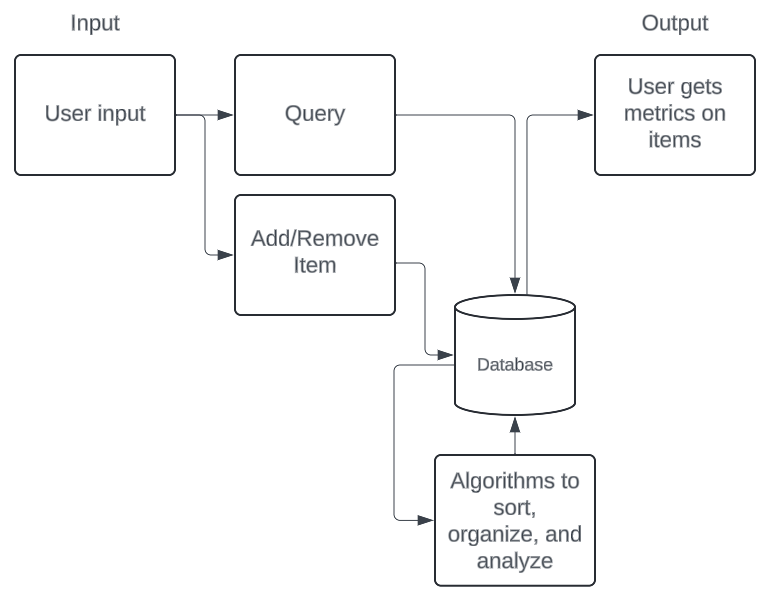 Input
Output
User input
Query
User gets
metrics on
items
Add/Remove
Item
Database
Algorithms to
sort,
organize, and
analyze